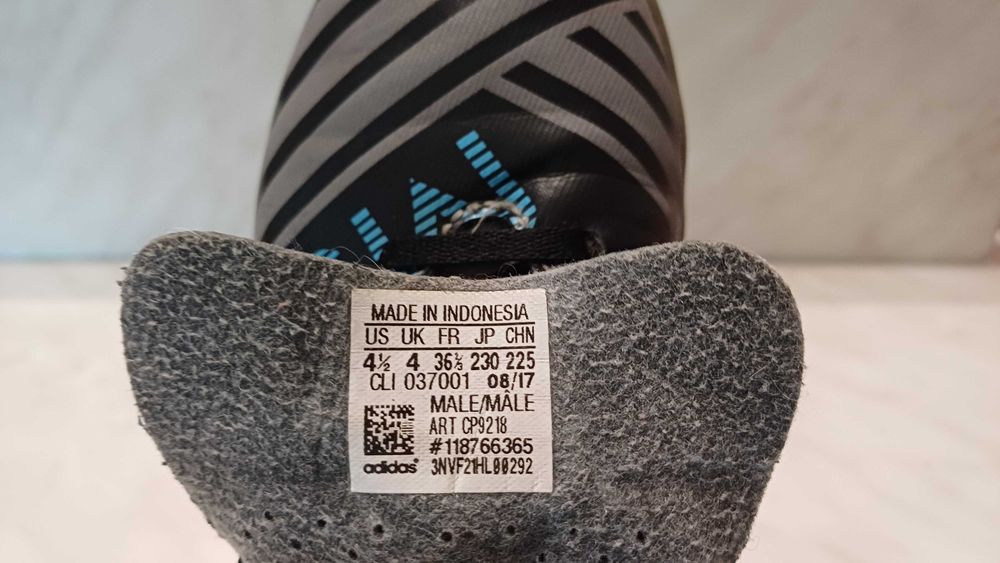 MADE IN INDONESIA
US UK FR JP CHN
4½ 4 36⅔ 230 225
CLI 037001 08/17
MALE/MÂLE
ART CP9218
#118766365
adidas® 3NVF21HL00292